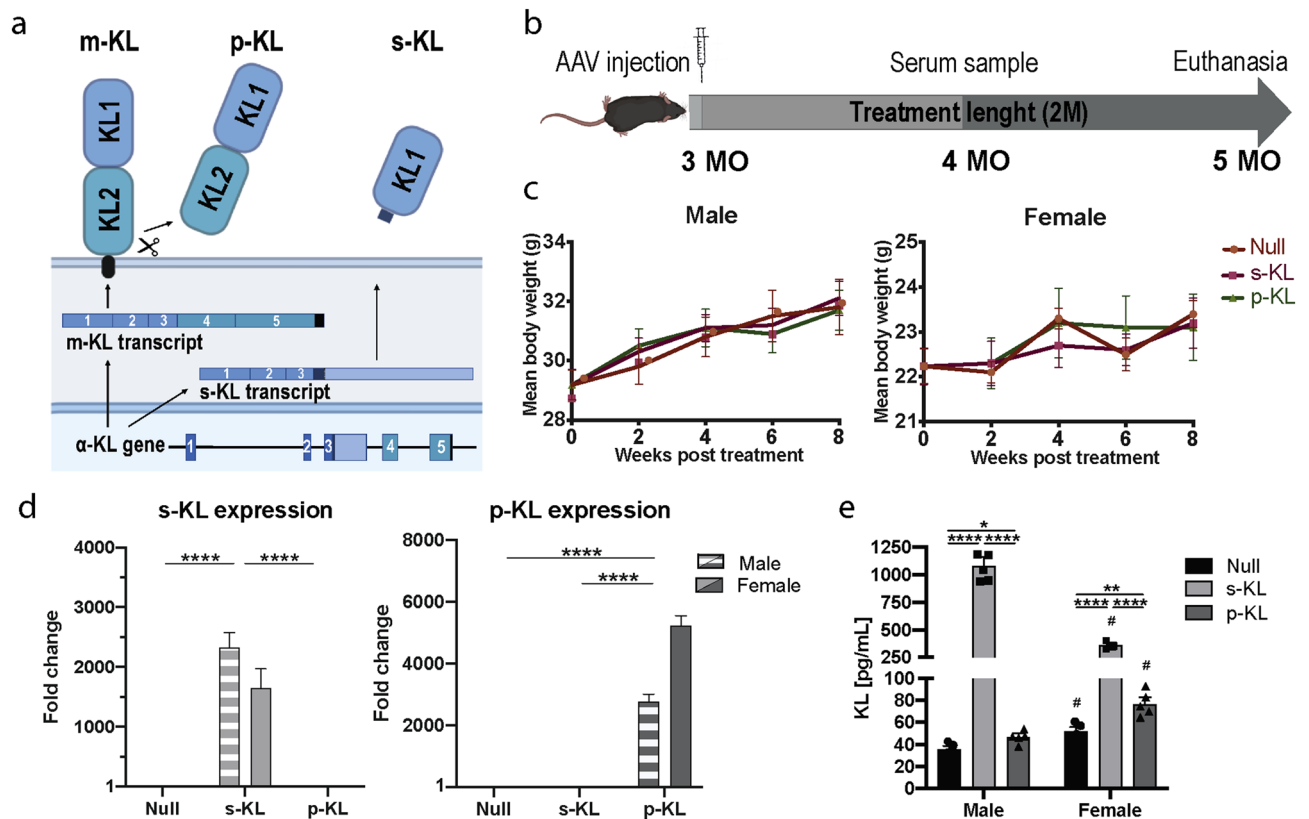 a
m-KL p-KL s-KL
KL1
KL2
KL1
KL2
KL1
1 2 3 4 5
m-KL transcript
1 2 3
s-KL transcript
α-KL gene
1 2 3 4 5
b
AAV injection Serum sample Euthanasia
Treatment lenght (2M)
3 MO 4 MO 5 MO
c
Male
Mean body weight (g)
34
32
30
28
0 2 4 6 8
Weeks post treatment
Female
Mean body weight (g)
25
24
23
22
21
0 2 4 6 8
Weeks post treatment
Null
s-KL
p-KL
d
s-KL expression
Fold change
4000
3000
2000
1000
1
**** ****
Null s-KL p-KL
p-KL expression
Fold change
8000
6000
4000
2000
1
****
****
Male
Female
Null s-KL p-KL
e
KL [pg/mL]
1250
1000
750
500
250
100
80
60
40
20
0
*
**** ****
**
**** ****
#
#
#
Male Female
Null
s-KL
p-KL